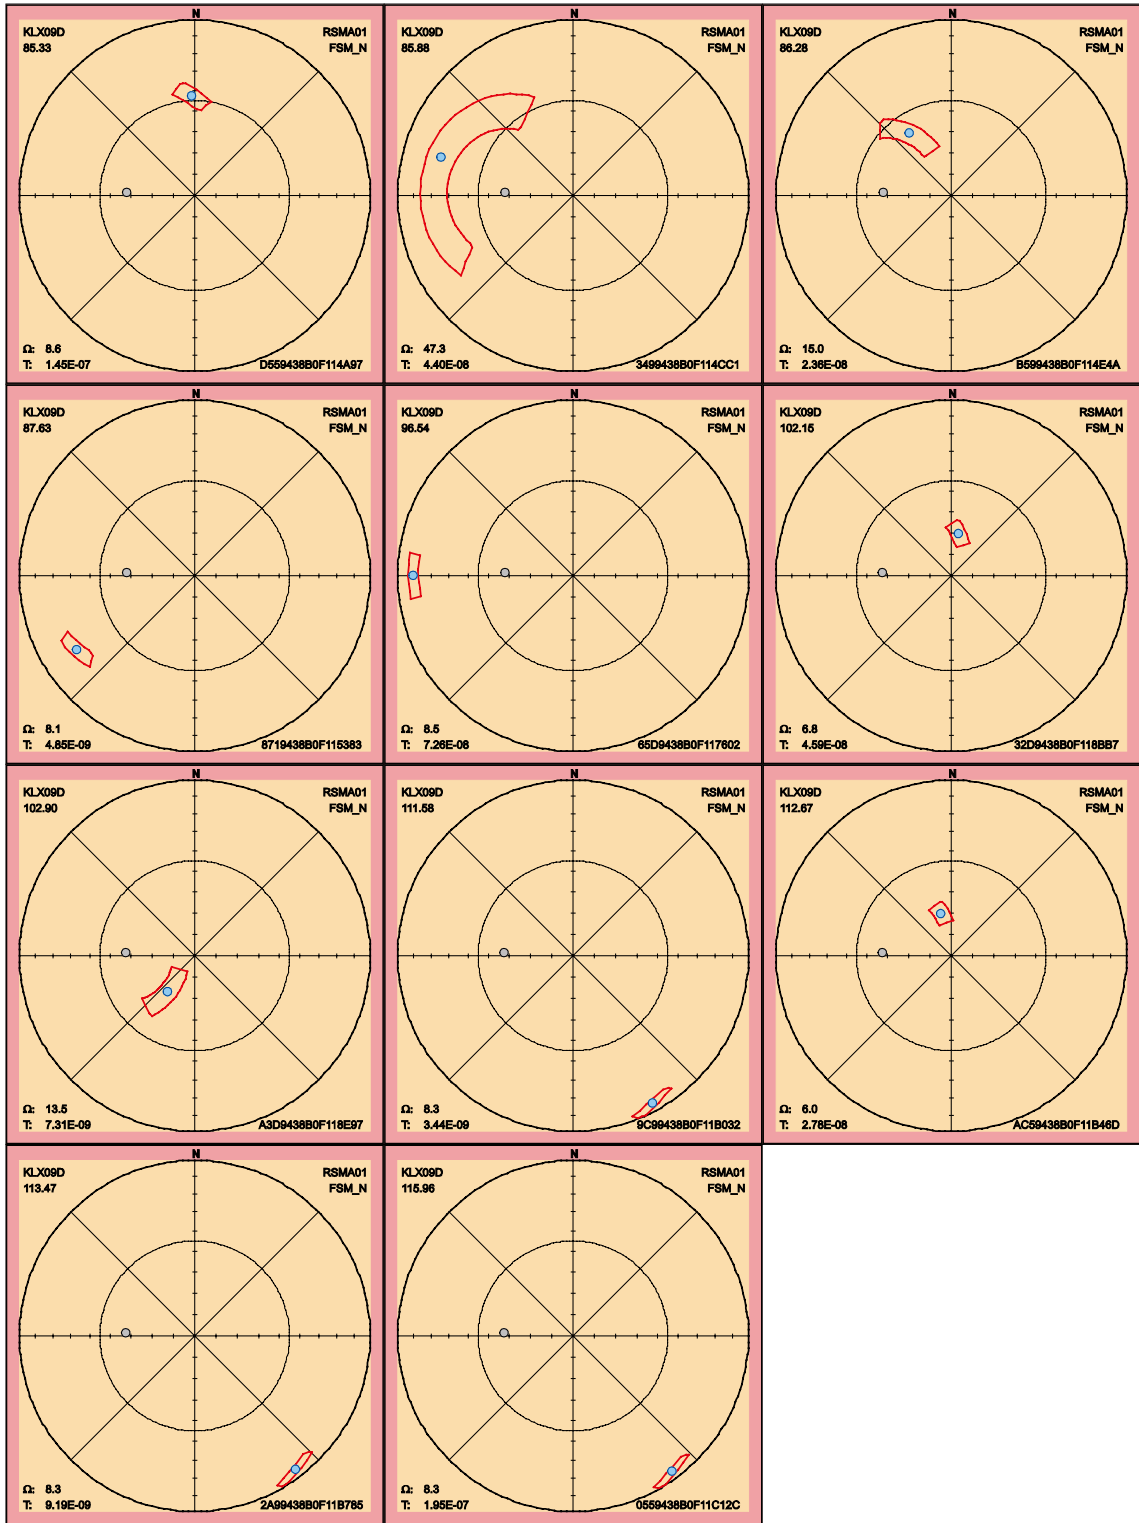 N
KLX09D RSMA01
85.33 FSM_N
Ω: 8.6
T: 1.45E-07 D559438B0F114A97
N
KLX09D RSMA01
85.88 FSM_N
Ω: 47.3
T: 4.40E-08 3499438B0F114CC1
N
KLX09D RSMA01
86.28 FSM_N
Ω: 15.0
T: 2.36E-08 B599438B0F114E4A
N
KLX09D RSMA01
87.63 FSM_N
Ω: 8.1
T: 4.85E-09 8719438B0F115383
N
KLX09D RSMA01
96.54 FSM_N
Ω: 8.5
T: 7.26E-08 65D9438B0F117602
N
KLX09D RSMA01
102.15 FSM_N
Ω: 6.8
T: 4.59E-08 32D9438B0F118BB7
N
KLX09D RSMA01
102.90 FSM_N
Ω: 13.5
T: 7.31E-09 A3D9438B0F118E97
N
KLX09D RSMA01
111.58 FSM_N
Ω: 8.3
T: 3.44E-09 9C99438B0F11B032
N
KLX09D RSMA01
112.67 FSM_N
Ω: 6.0
T: 2.78E-08 AC59438B0F11B46D
N
KLX09D RSMA01
113.47 FSM_N
Ω: 8.3
T: 9.19E-09 2A99438B0F11B785
N
KLX09D RSMA01
115.96 FSM_N
Ω: 8.3
T: 1.95E-07 0559438B0F11C12C